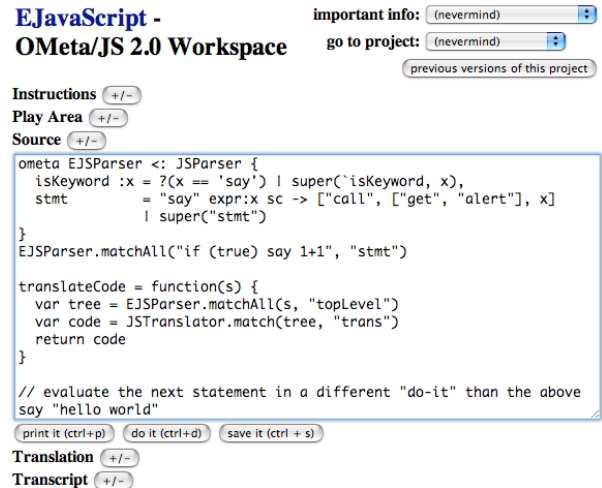 EJavaScript -
OMeta/JS 2.0 Workspace
important info: (nevermind)
go to project: (nevermind)
previous versions of this project
Instructions +/-
Play Area +/-
Source +/-
ometa EJSParser <: JSParser {
  isKeyword :x = ?(x == 'say') | super(`isKeyword, x),
  stmt         = "say" expr:x sc -> ["call", ["get", "alert"], x]
               | super("stmt")
}
EJSParser.matchAll("if (true) say 1+1", "stmt")
translateCode = function(s) {
  var tree = EJSParser.matchAll(s, "topLevel")
  var code = JSTranslator.match(tree, "trans")
  return code
}
// evaluate the next statement in a different "do-it" than the above
say "hello world"
print it (ctrl+p) do it (ctrl+d) save it (ctrl + s)
Translation +/-
Transcript +/-